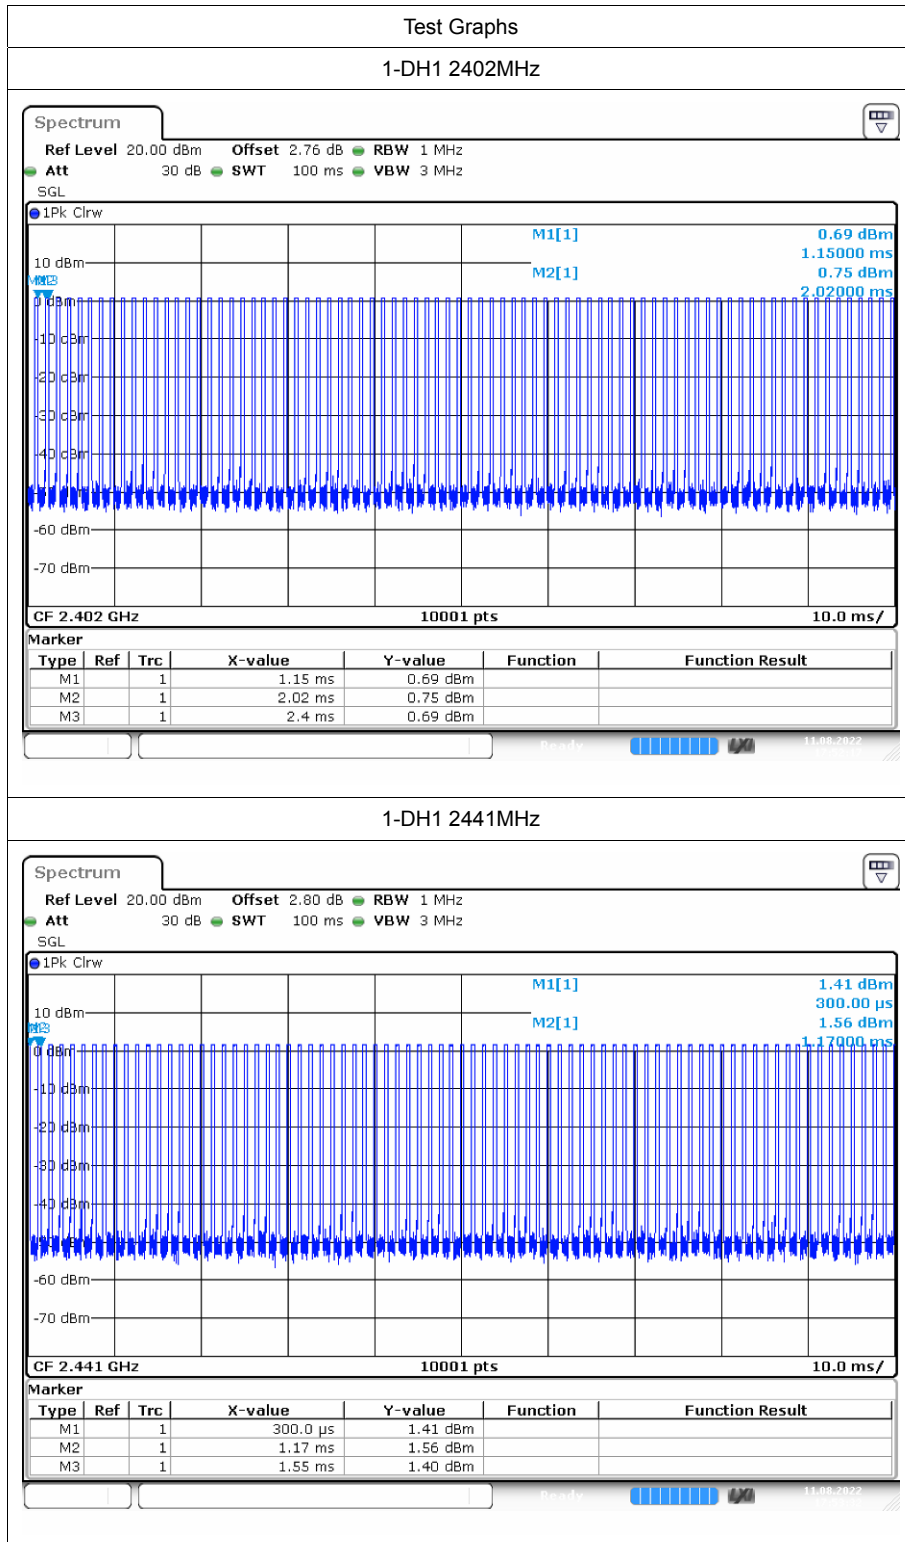 Test Graphs
1-DH1 2402MHz
Spectrum
Ref Level 20.00 dBm Offset 2.76 dB RBW 1 MHz
Att 30 dB SWT 100 ms VBW 3 MHz
SGL
1Pk Clrw
M1[1] 0.69 dBm
1.15000 ms
10 dBm
M2[1] 0.75 dBm
2.02000 ms
0 dBm
-10 dBm
-20 dBm
-30 dBm
-40 dBm
-60 dBm
-70 dBm
CF 2.402 GHz 10001 pts 10.0 ms/
Marker
Type Ref Trc X-value Y-value Function Function Result
M1 1 1.15 ms 0.69 dBm
M2 1 2.02 ms 0.75 dBm
M3 1 2.4 ms 0.69 dBm
Ready 11.08.2022
1-DH1 2441MHz
Spectrum
Ref Level 20.00 dBm Offset 2.80 dB RBW 1 MHz
Att 30 dB SWT 100 ms VBW 3 MHz
SGL
1Pk Clrw
M1[1] 1.41 dBm
300.00 µs
10 dBm
M2[1] 1.56 dBm
1.17000 ms
0 dBm
-10 dBm
-20 dBm
-30 dBm
-40 dBm
-60 dBm
-70 dBm
CF 2.441 GHz 10001 pts 10.0 ms/
Marker
Type Ref Trc X-value Y-value Function Function Result
M1 1 300.0 µs 1.41 dBm
M2 1 1.17 ms 1.56 dBm
M3 1 1.55 ms 1.40 dBm
Ready 11.08.2022